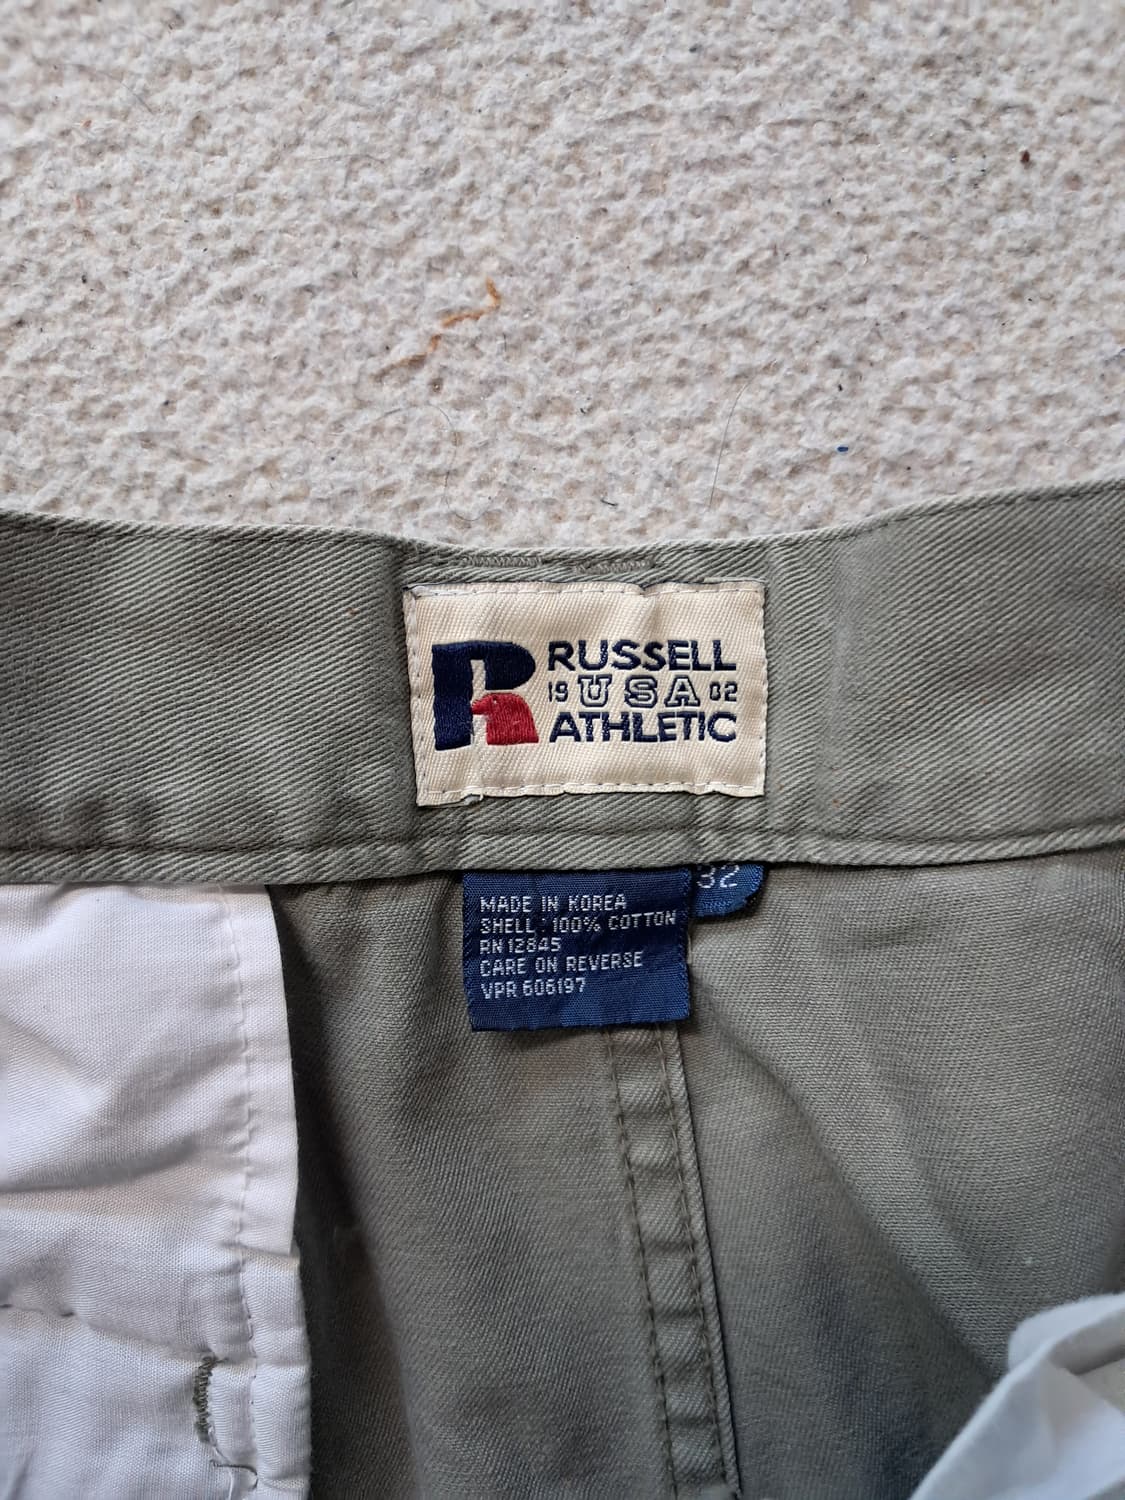 RUSSELL
19 USA 02
ATHLETIC
32
MADE IN KOREA
SHELL : 100% COTTON
RN 12845
CARE ON REVERSE
VPR 606197